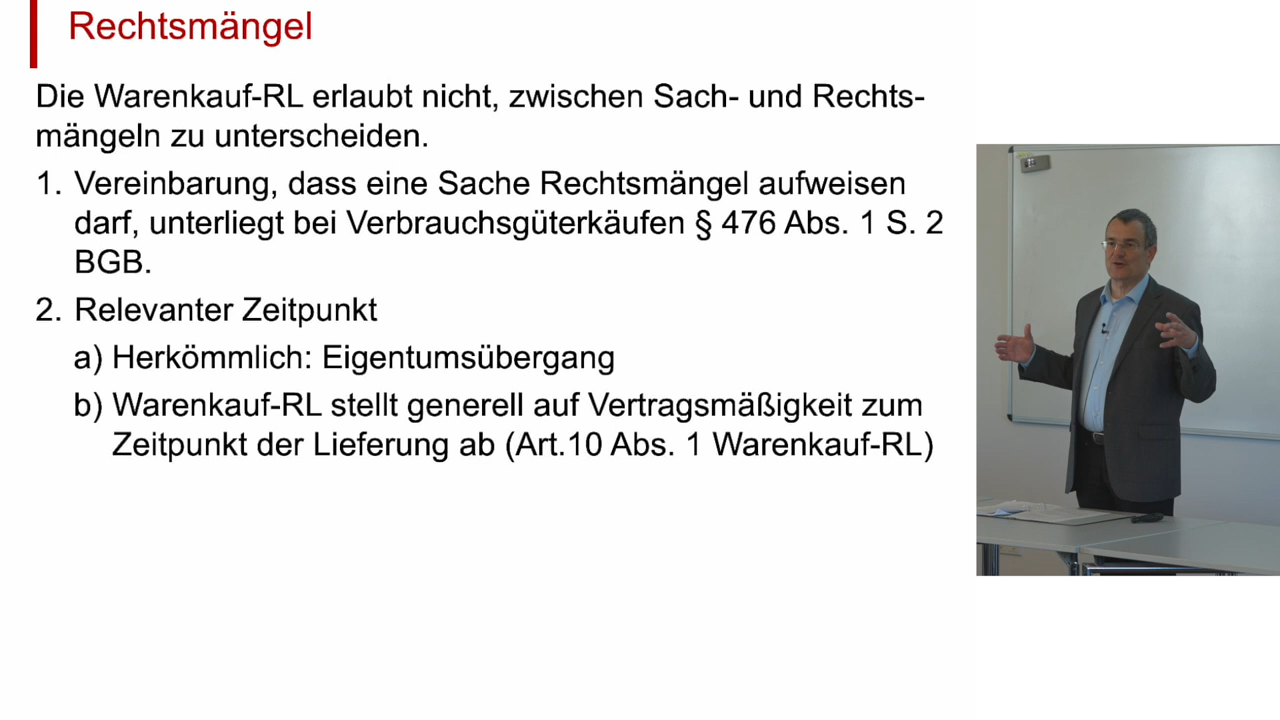 Rechtsmängel
Die Warenkauf-RL erlaubt nicht, zwischen Sach- und Rechts-
mängeln zu unterscheiden.
1. Vereinbarung, dass eine Sache Rechtsmängel aufweisen
darf, unterliegt bei Verbrauchsgüterkäufen § 476 Abs. 1 S. 2
BGB.
2. Relevanter Zeitpunkt
a) Herkömmlich: Eigentumsübergang
b) Warenkauf-RL stellt generell auf Vertragsmäßigkeit zum
Zeitpunkt der Lieferung ab (Art.10 Abs. 1 Warenkauf-RL)